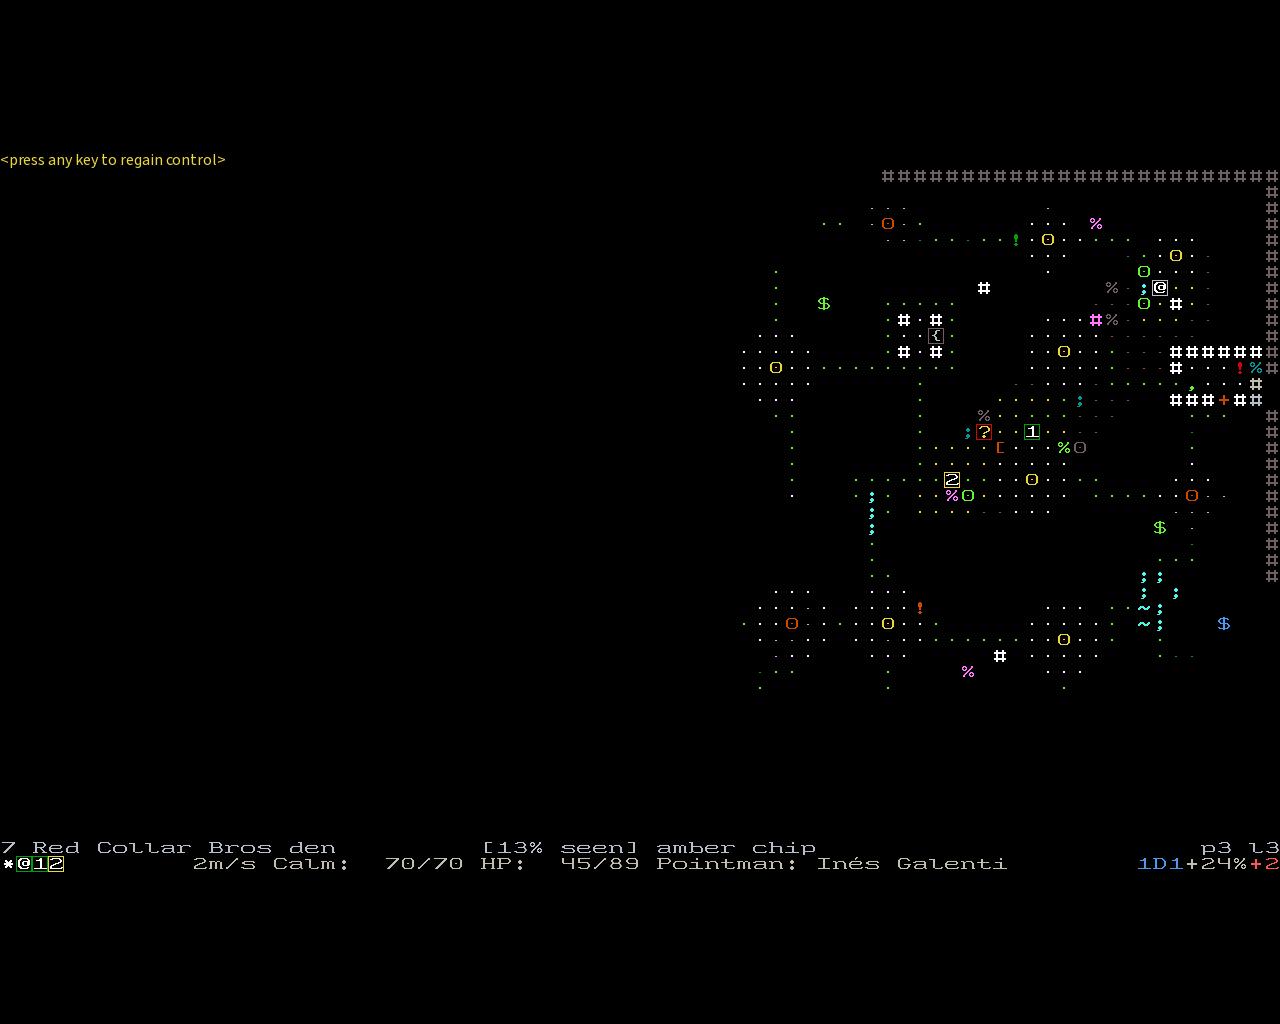 <press any key to regain control>
7 Red Collar Bros den [13% seen] amber chip p3 l3
*@12 2m/s Calm: 70/70 HP: 45/89 Pointman: Inés Galenti 1D1+24%+2